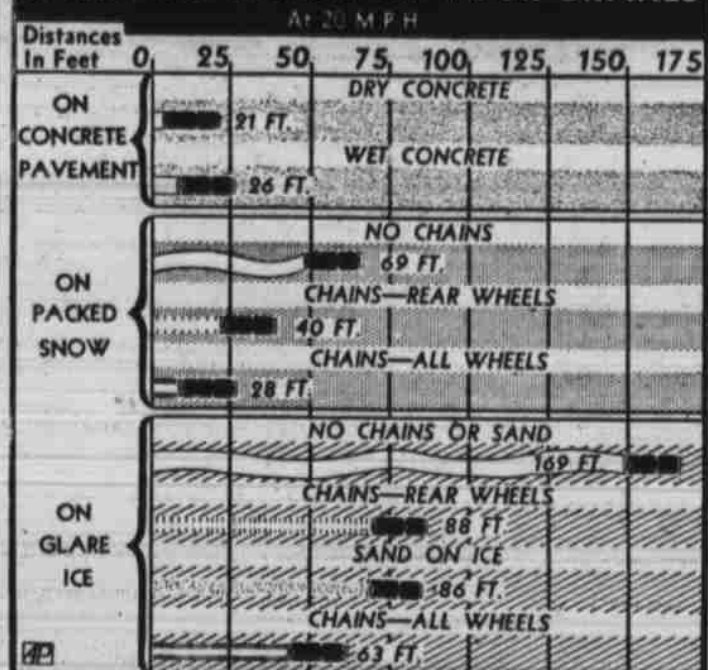 At 20 M P H
Distances
In Feet 0 25 50 75 100 125 150 175
ON
CONCRETE
PAVEMENT
DRY CONCRETE
21 FT.
WET CONCRETE
26 FT.
ON
PACKED
SNOW
NO CHAINS
69 FT.
CHAINS—REAR WHEELS
40 FT.
CHAINS—ALL WHEELS
28 FT.
ON
GLARE
ICE
NO CHAINS OR SAND
169 FT.
CHAINS—REAR WHEELS
88 FT.
SAND ON ICE
86 FT.
CHAINS—ALL WHEELS
63 FT.
AP